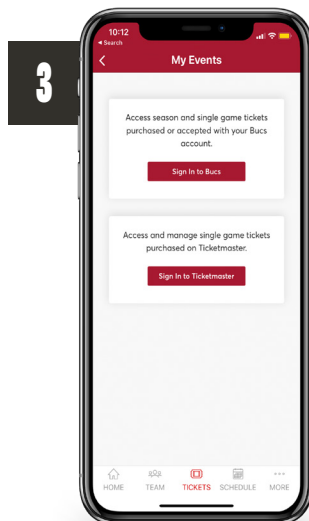 3
10:12
◂ Search
My Events
Access season and single game tickets
purchased or accepted with your Bucs
account.
Sign In to Bucs
Access and manage single game tickets
purchased on Ticketmaster.
Sign In to Ticketmaster
HOME TEAM TICKETS SCHEDULE MORE